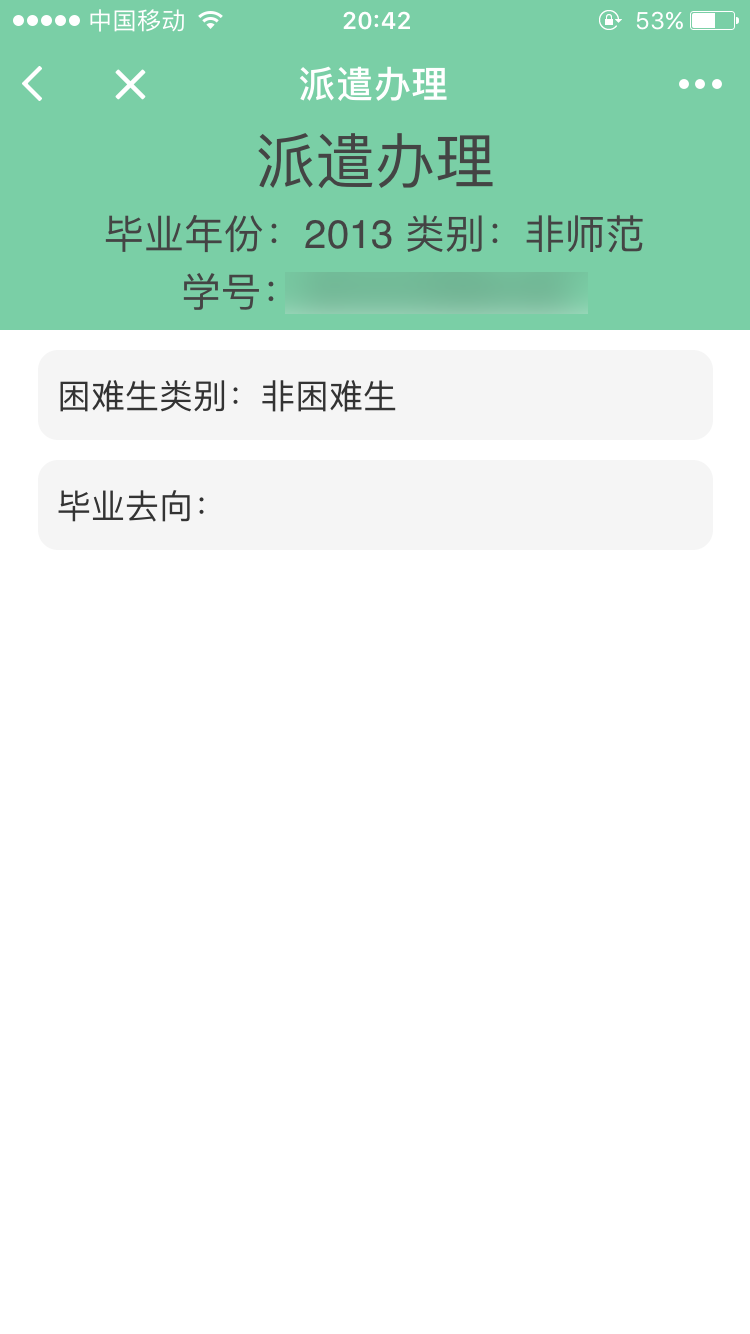 中国移动 20:42 53%
派遣办理
派遣办理
毕业年份：2013 类别：非师范
学号：
困难生类别：非困难生
毕业去向：